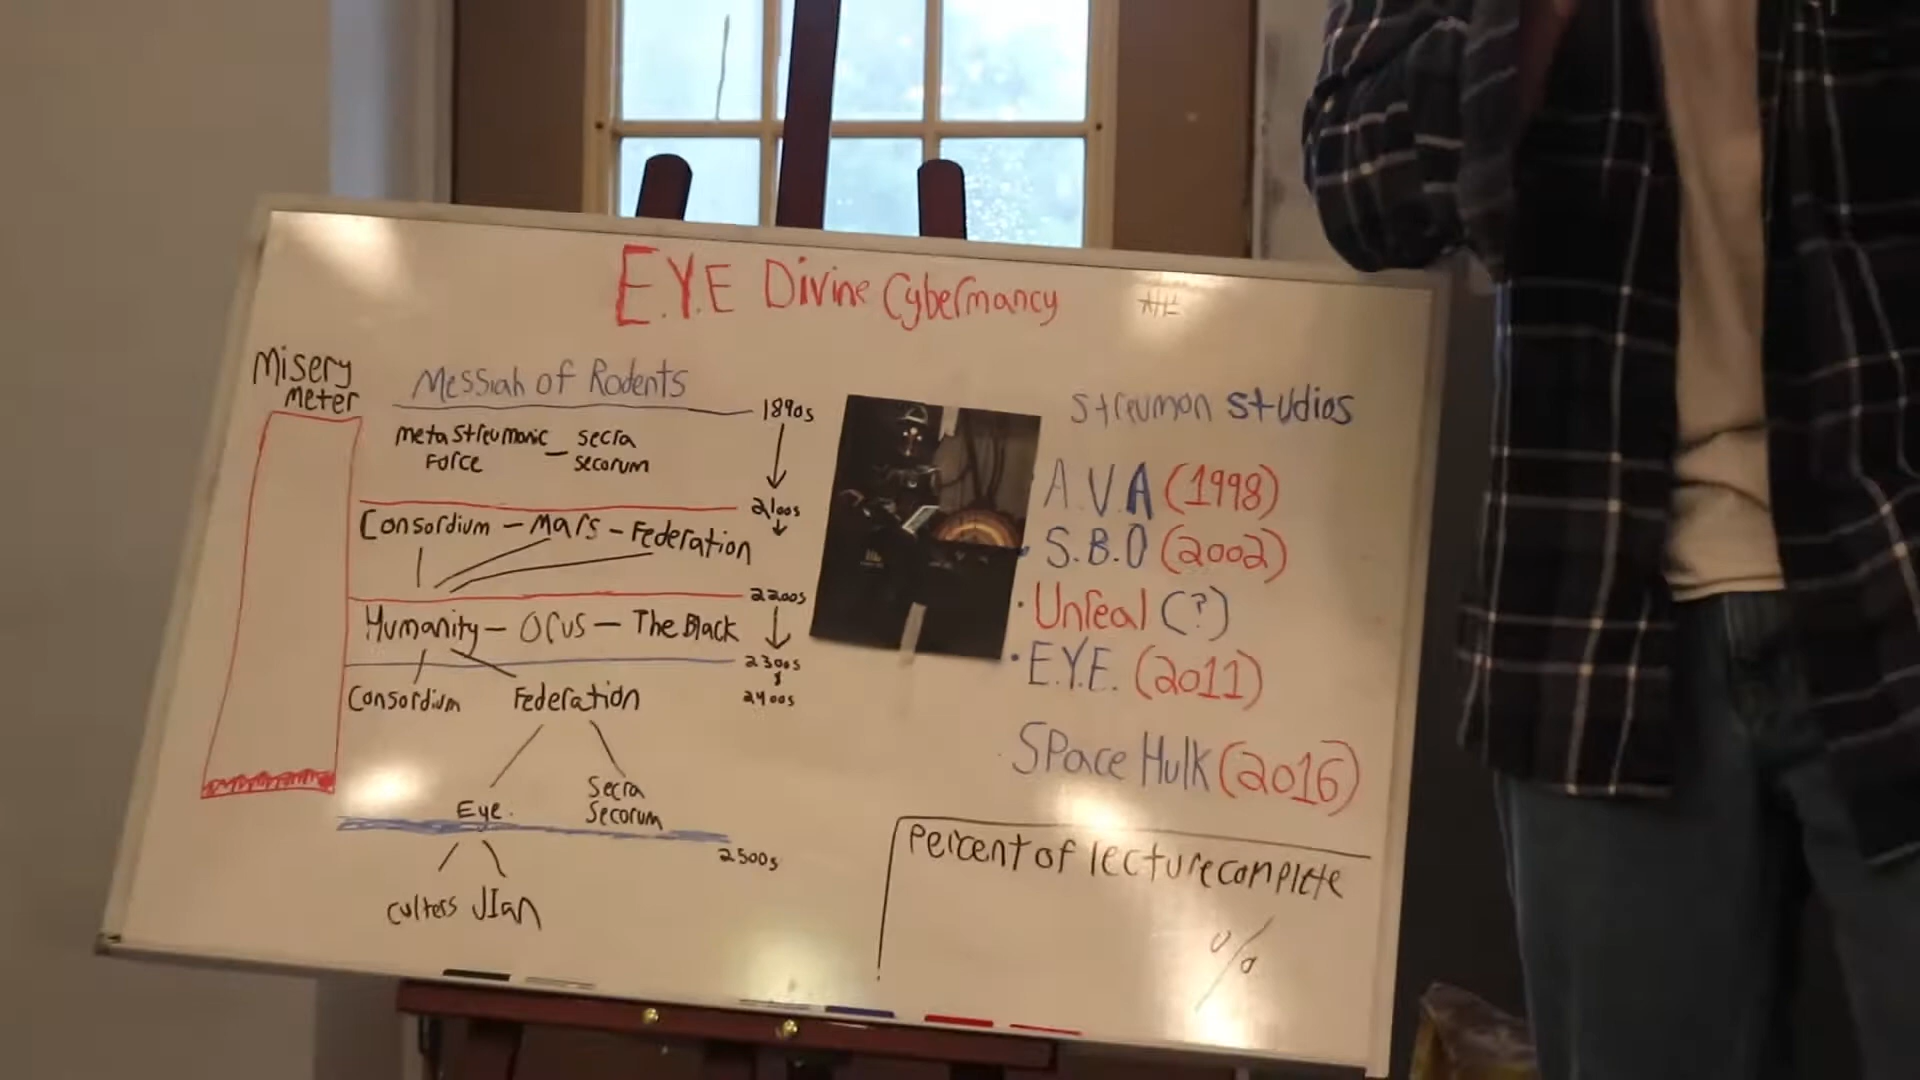 E.Y.E Divine Cybermancy
Misery
meter
Messiah of Rodents
1890s
metastreumonic – secra
Force secorum
2100s
Consordium – Mars – Federation
2200s
Humanity – Orus – The Black
2300s
2400s
Consordium Federation
Eye. Secra
Secorum
2500s
culters JIan
Streumon Studios
A.V.A (1998)
S.B.O (2002)
· Unreal (?)
· E.Y.E. (2011)
Space Hulk (2016)
Percent of lecture complete
%